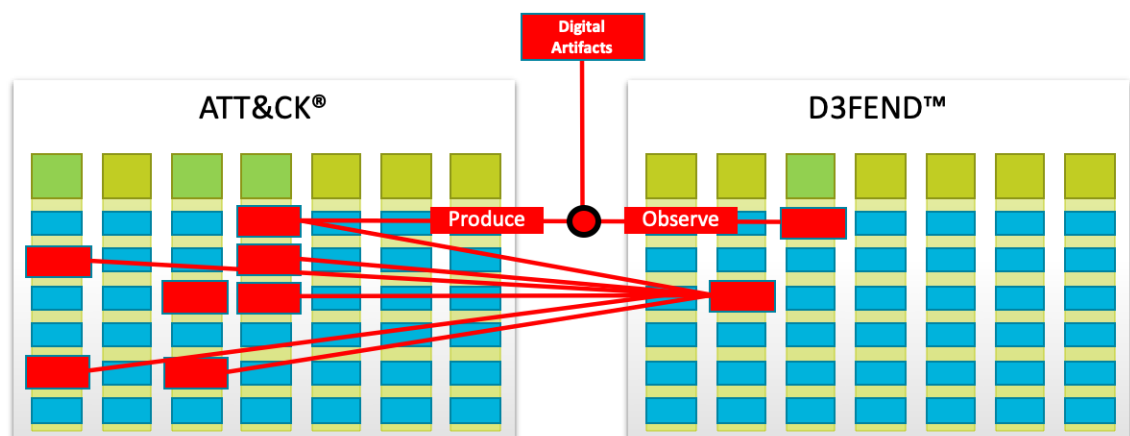 Digital
Artifacts
ATT&CK®
D3FEND™
Produce
Observe